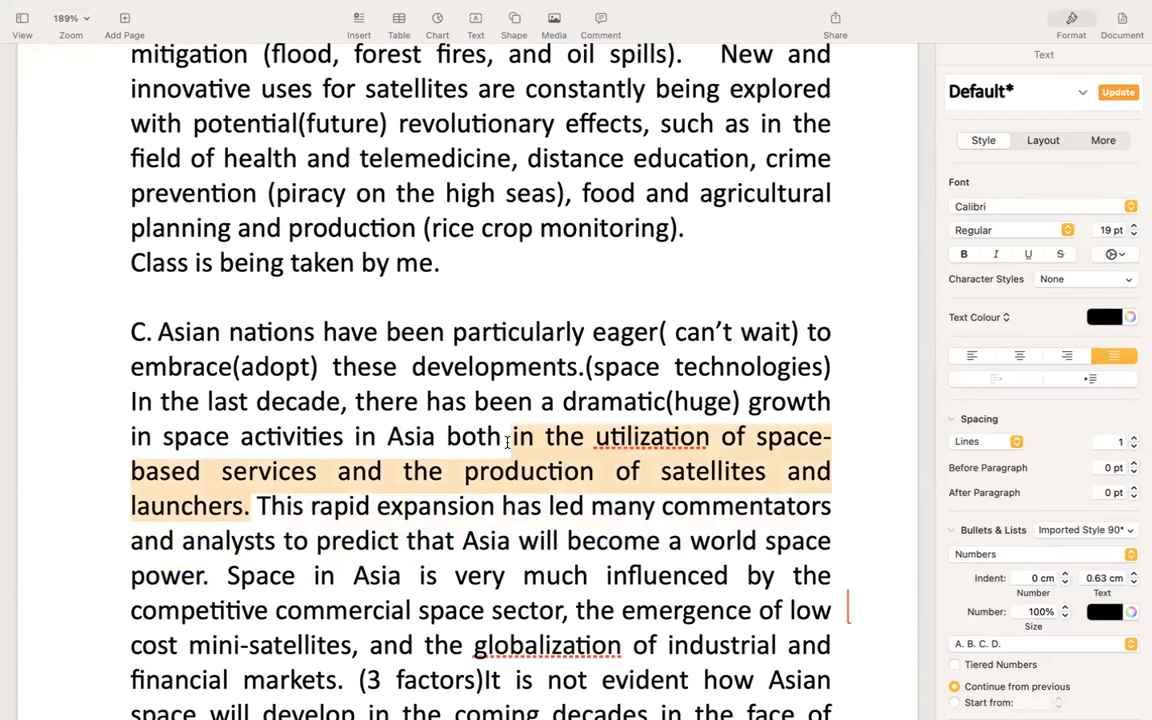 189%
View
Zoom
Add Page
Insert
Table
Chart
Text
Shape
Media
Comment
Share
Format
Document
mitigation (flood, forest fires, and oil spills). New and
innovative uses for satellites are constantly being explored
with potential(future) revolutionary effects, such as in the
field of health and telemedicine, distance education, crime
prevention (piracy on the high seas), food and agricultural
planning and production (rice crop monitoring).
Class is being taken by me.
C. Asian nations have been particularly eager( can’t wait) to
embrace(adopt) these developments.(space technologies)
In the last decade, there has been a dramatic(huge) growth
in space activities in Asia both in the utilization of space-
based services and the production of satellites and
launchers. This rapid expansion has led many commentators
and analysts to predict that Asia will become a world space
power. Space in Asia is very much influenced by the
competitive commercial space sector, the emergence of low
cost mini-satellites, and the globalization of industrial and
financial markets. (3 factors)It is not evident how Asian
space will develop in the coming decades in the face of
Text
Default*
Update
Style
Layout
More
Font
Calibri
Regular
19 pt
B I U S
Character Styles
None
Text Colour
Spacing
Lines
1
Before Paragraph
0 pt
After Paragraph
0 pt
Bullets & Lists
Imported Style 90*
Numbers
Indent:
0 cm
0.63 cm
Number
Text
Number:
100%
Size
A. B. C. D.
Tiered Numbers
Continue from previous
Start from: